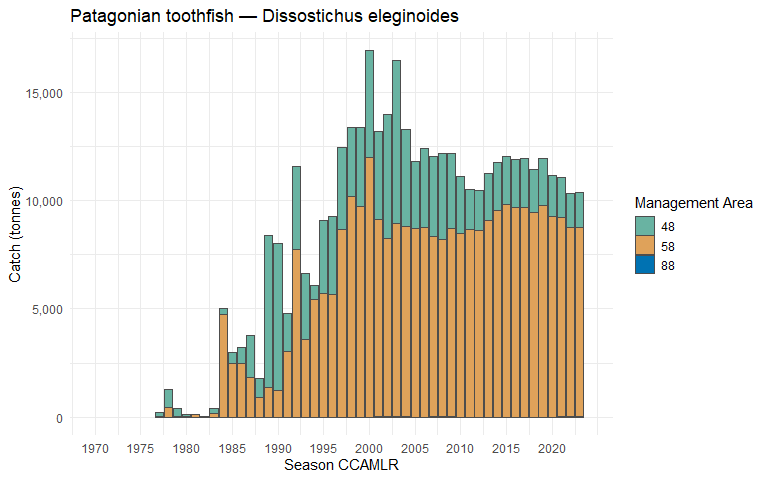 Patagonian toothfish — Dissostichus eleginoides
15,000
10,000
5,000
0
Catch (tonnes)
1970 1975 1980 1985 1990 1995 2000 2005 2010 2015 2020
Season CCAMLR
Management Area
48
58
88